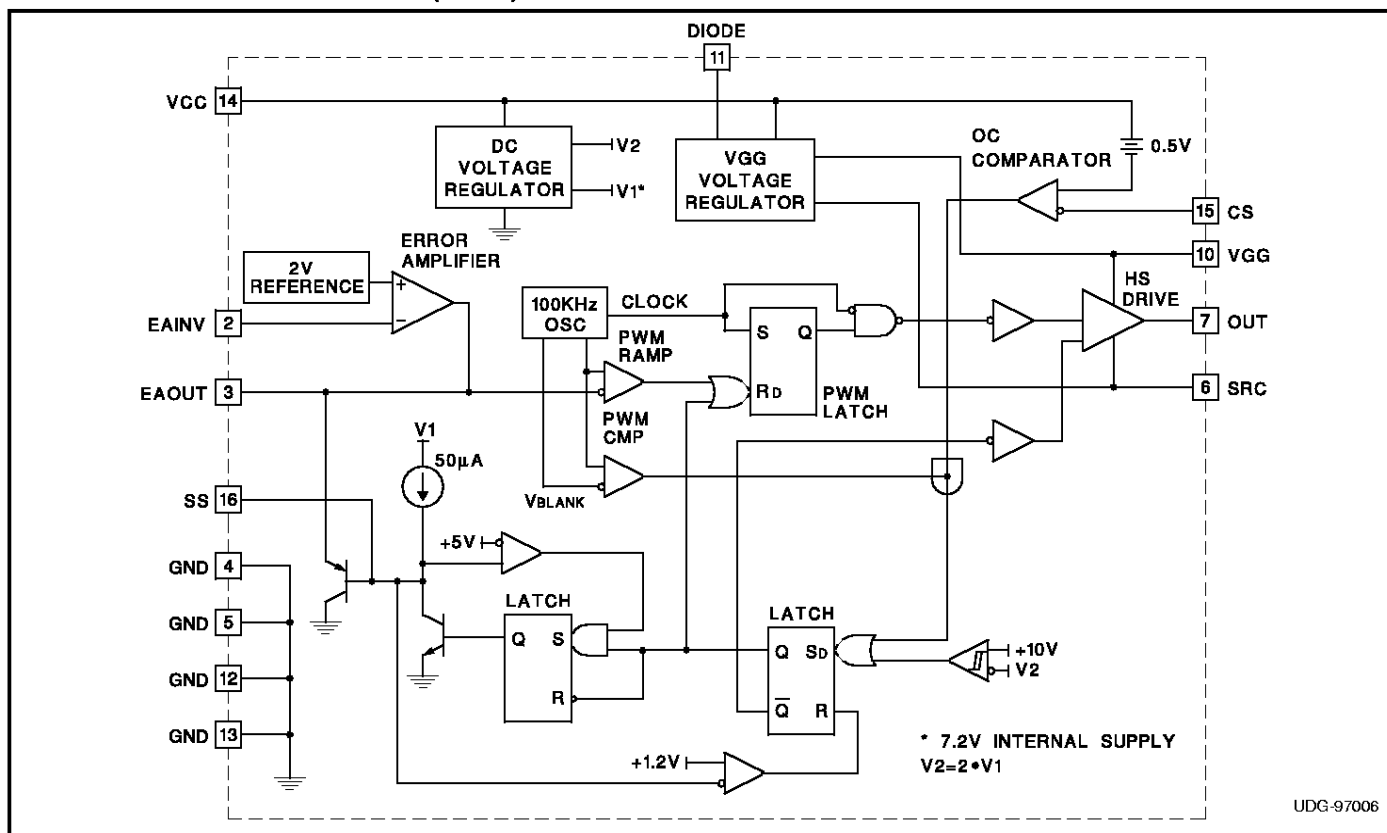 DIODE
11
VCC 14
DC
VOLTAGE
REGULATOR
V2
V1*
VGG
VOLTAGE
REGULATOR
OC
COMPARATOR
0.5V
15 CS
10 VGG
ERROR
AMPLIFIER
2V
REFERENCE
+
−
EAINV 2
100KHz
OSC
CLOCK
PWM
RAMP
S Q
RD
PWM
LATCH
HS
DRIVE
7 OUT
6 SRC
EAOUT 3
PWM
CMP
VBLANK
V1
50µA
SS 16
+5V
GND 4
GND 5
GND 12
GND 13
LATCH
Q S
R
LATCH
Q SD
Q R
+10V
V2
+1.2V
* 7.2V INTERNAL SUPPLY
V2=2•V1
UDG-97006